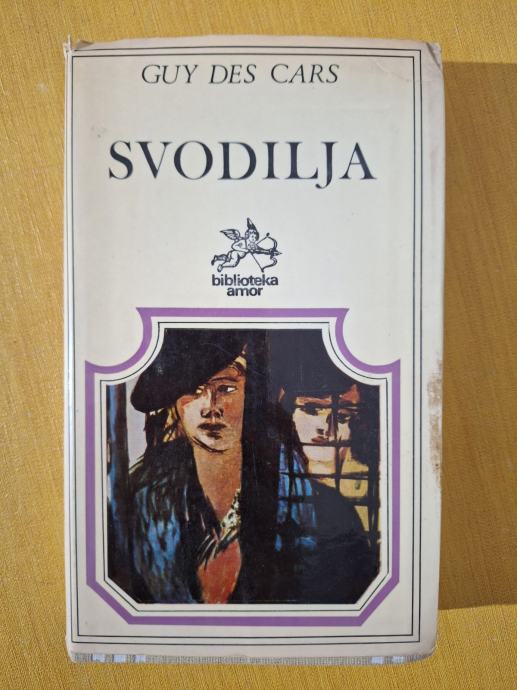 GUY DES CARS
SVODILJA
biblioteka
amor